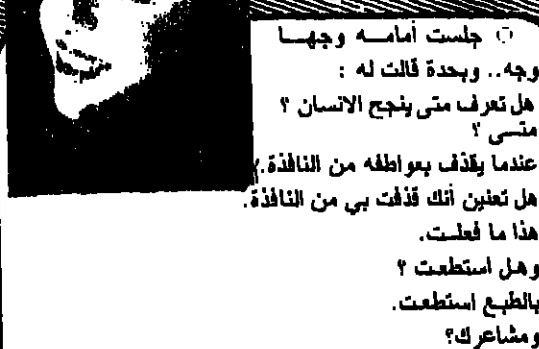 جلست أمامه وجهـا
وجه.. وبحدة قالت له :
هل تعرف متى ينجح الانسان ؟
متى ؟
عندما يقذف بعواطفه من النافذة.
هل تعنين أنك قذفت بي من النافذة.
هذا ما فعلت.
وهل استطعت ؟
بالطبع استطعت.
ومشاعرك؟